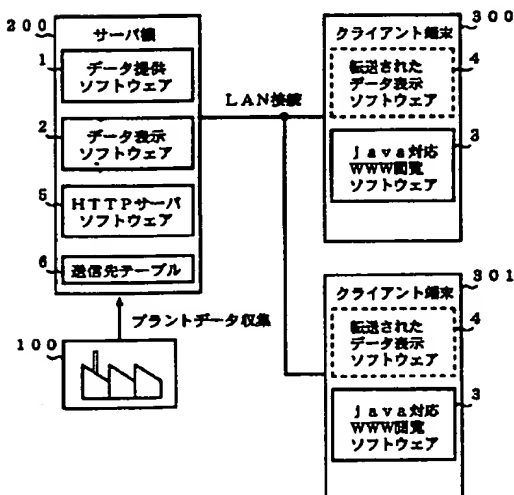 200
サーバ機
1
データ提供
ソフトウェア
2
データ表示
ソフトウェア
5
HTTPサーバ
ソフトウェア
6
送信先テーブル
プラントデータ収集
100
LAN接続
300
クライアント端末
4
転送された
データ表示
ソフトウェア
3
java対応
WWW閲覧
ソフトウェア
301
クライアント端末
4
転送された
データ表示
ソフトウェア
3
java対応
WWW閲覧
ソフトウェア